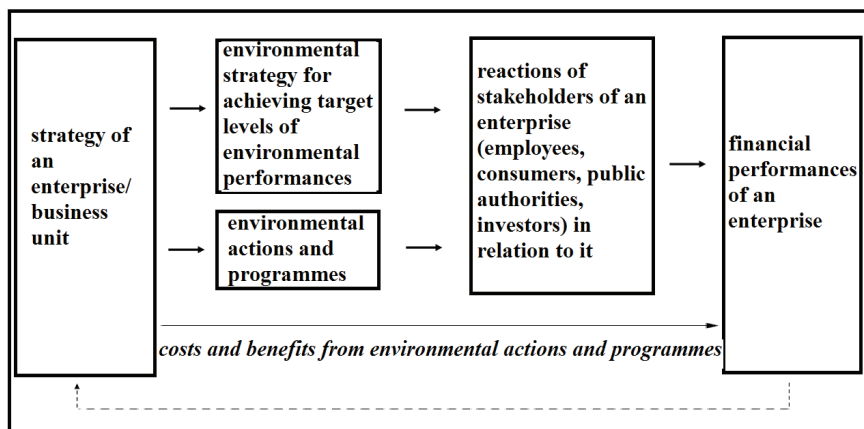 strategy of
an
enterprise/
business
unit
environmental
strategy for
achieving target
levels of
environmental
performances
environmental
actions and
programmes
reactions of
stakeholders of an
enterprise
(employees,
consumers, public
authorities,
investors) in
relation to it
financial
performances
of an
enterprise
costs and benefits from environmental actions and programmes